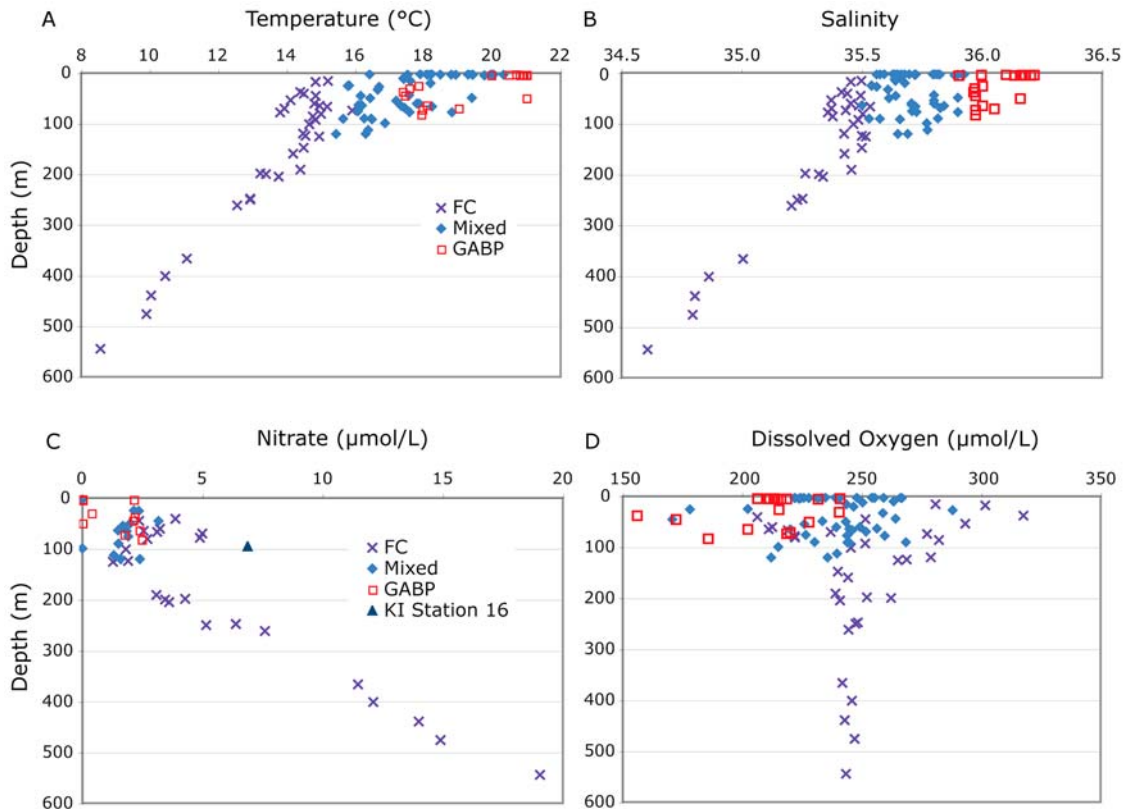 A Temperature (°C)
8 10 12 14 16 18 20 22
0
100
200
300
400
500
600
Depth (m)
FC
Mixed
GABP
B Salinity
34.5 35.0 35.5 36.0 36.5
0
100
200
300
400
500
600
C Nitrate (µmol/L)
0 5 10 15 20
0
100
200
300
400
500
600
Depth (m)
FC
Mixed
GABP
KI Station 16
D Dissolved Oxygen (µmol/L)
150 200 250 300 350
0
100
200
300
400
500
600